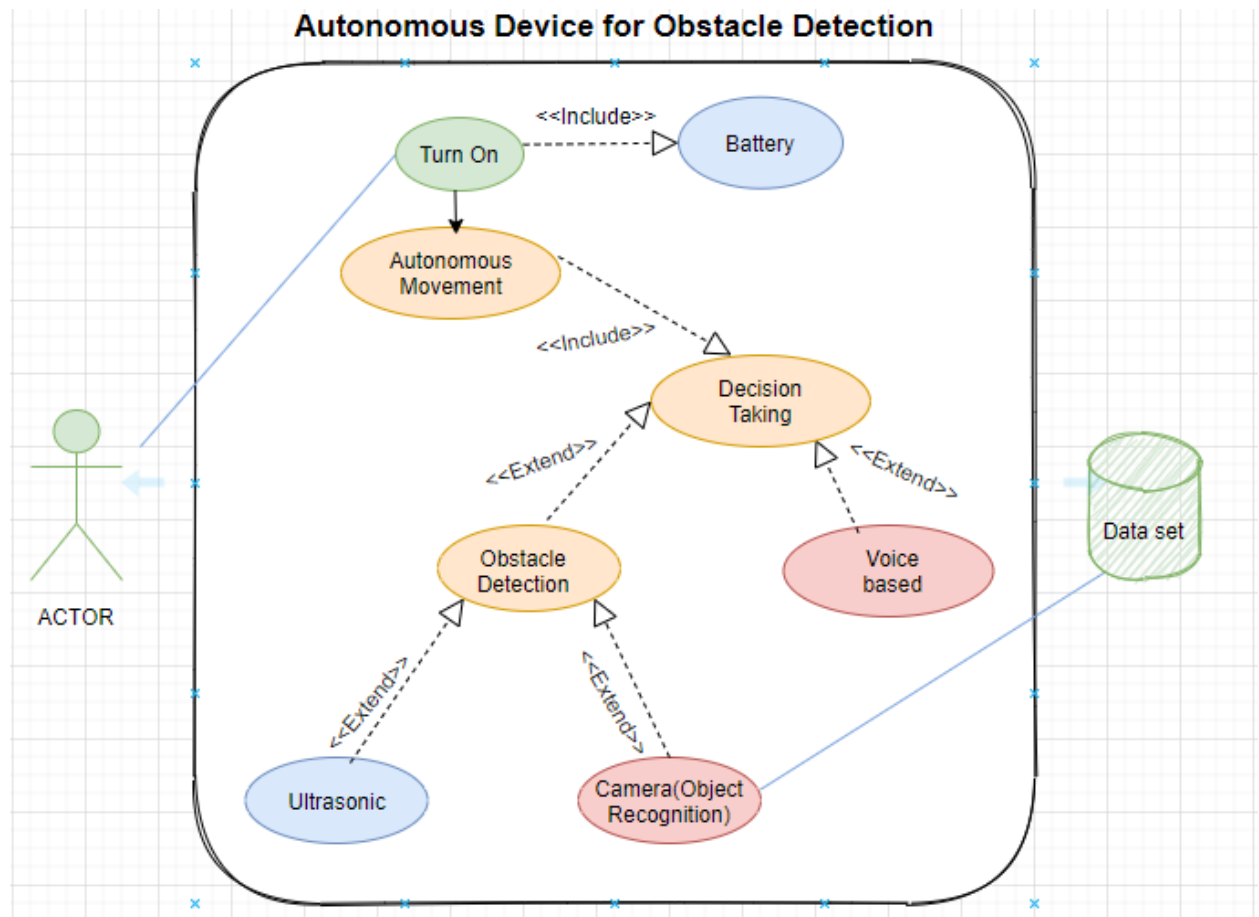 Autonomous Device for Obstacle Detection
<<Include>>
Turn On
Battery
Autonomous
Movement
<<Include>>
Decision
Taking
<<Extend>>
<<Extend>>
Obstacle
Detection
Voice
based
Data set
ACTOR
<<Extend>>
<<Extend>>
Ultrasonic
Camera(Object
Recognition)